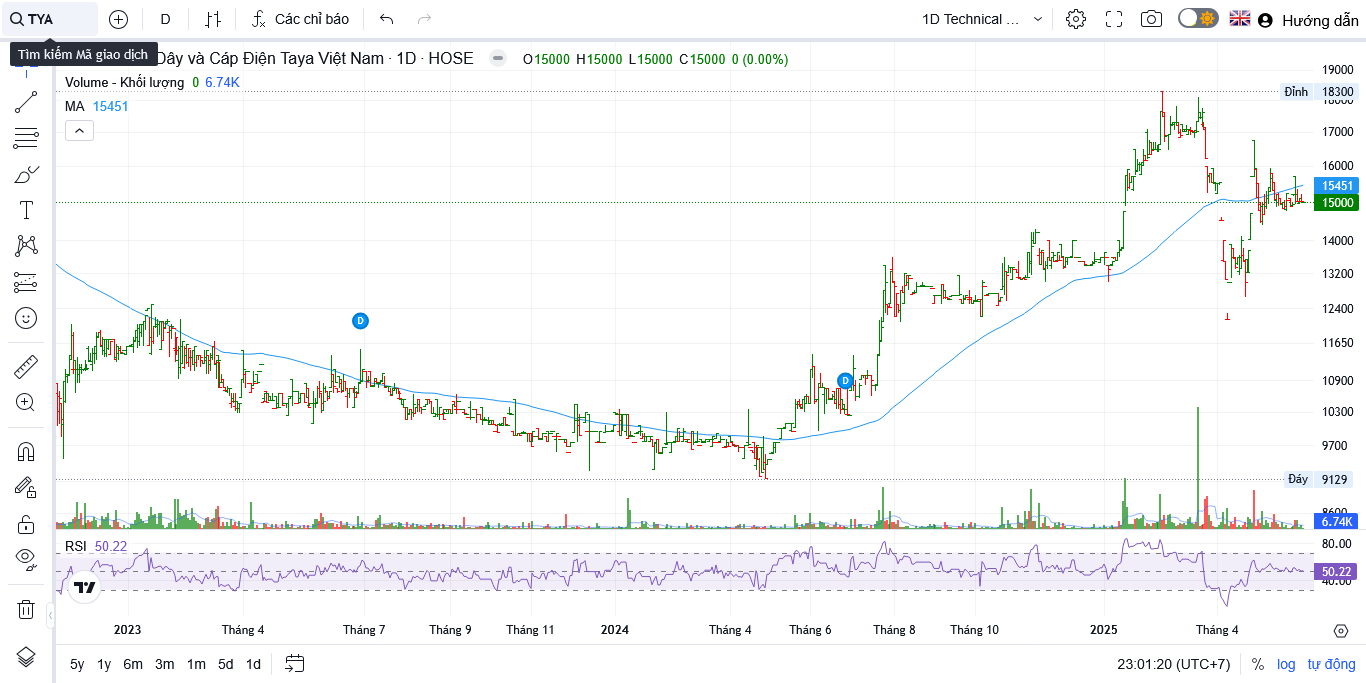 TYA
D
Các chỉ báo
1D Technical ...
Hướng dẫn
Tìm kiếm Mã giao dịch
Dây và Cáp Điện Taya Việt Nam · 1D · HOSE
O15000 H15000 L15000 C15000 0 (0.00%)
Volume - Khối lượng 0 6.74K
MA 15451
19000
Đỉnh 18300
18000
17000
16000
15451
15000
14000
13200
12400
D
11650
D
10900
10300
9700
Đáy 9129
8600
6.74K
RSI 50.22
80.00
50.22
40.00
2023 Tháng 4 Tháng 7 Tháng 9 Tháng 11 2024 Tháng 4 Tháng 6 Tháng 8 Tháng 10 2025 Tháng 4
5y 1y 6m 3m 1m 5d 1d
23:01:20 (UTC+7) % log tự động